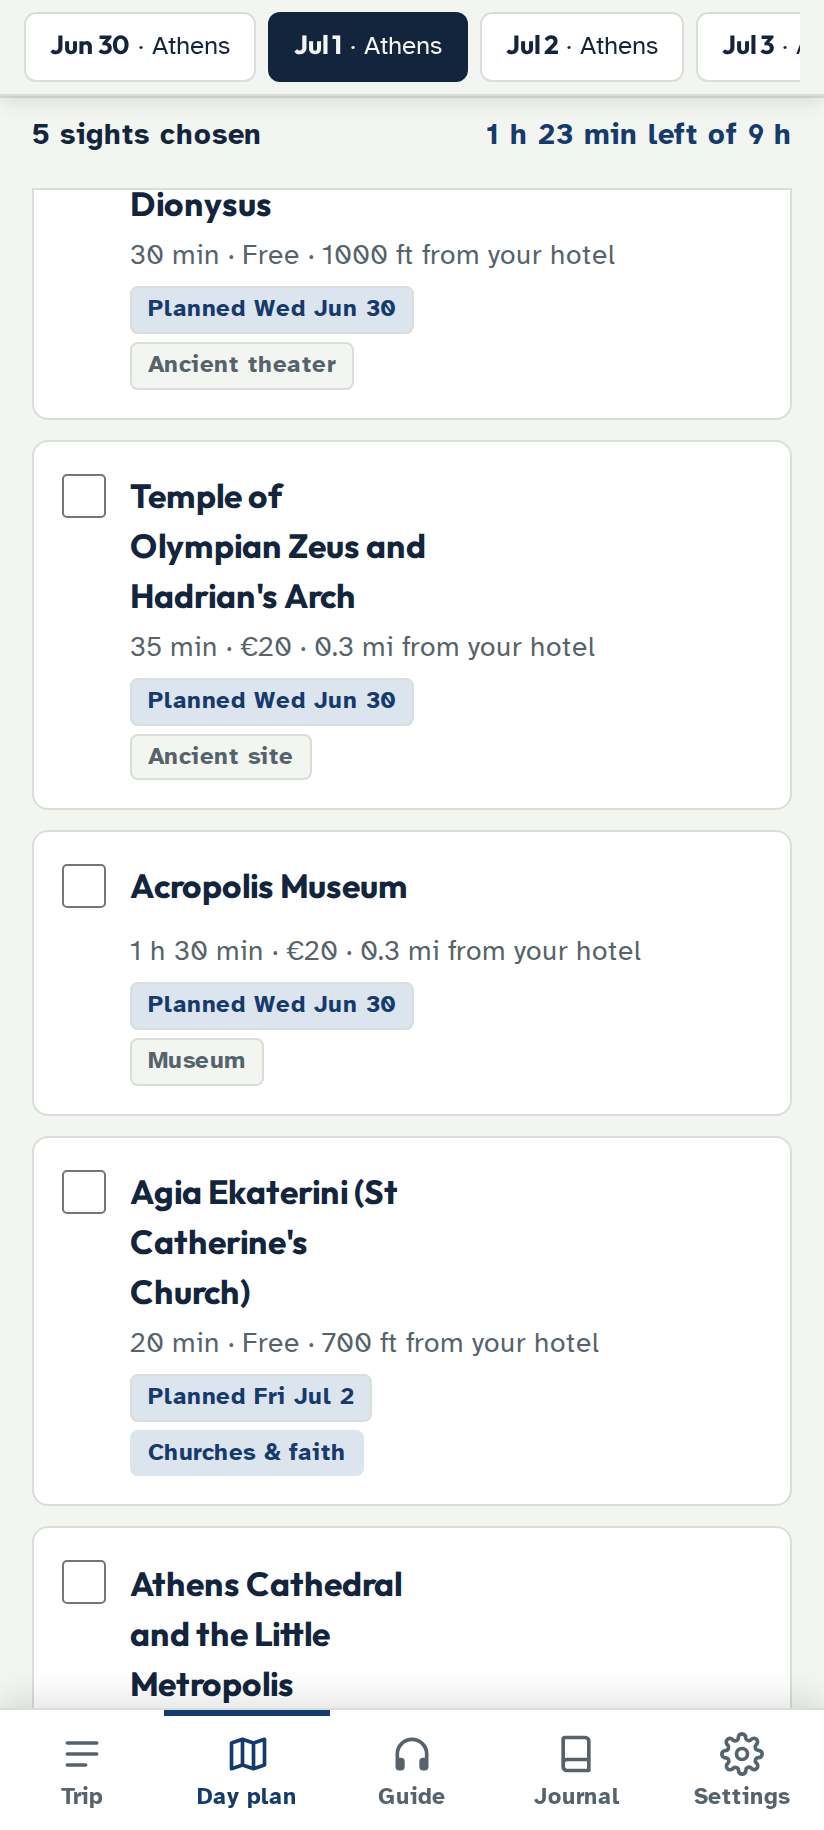 Jun 30 · Athens
Jul 1 · Athens
Jul 2 · Athens
Jul 3 ·
5 sights chosen
1 h 23 min left of 9 h
Dionysus
30 min · Free · 1000 ft from your hotel
Planned Wed Jun 30
Ancient theater
Temple of
Olympian Zeus and
Hadrian's Arch
35 min · €20 · 0.3 mi from your hotel
Planned Wed Jun 30
Ancient site
Acropolis Museum
1 h 30 min · €20 · 0.3 mi from your hotel
Planned Wed Jun 30
Museum
Agia Ekaterini (St
Catherine's
Church)
20 min · Free · 700 ft from your hotel
Planned Fri Jul 2
Churches & faith
Athens Cathedral
and the Little
Metropolis
Trip
Day plan
Guide
Journal
Settings